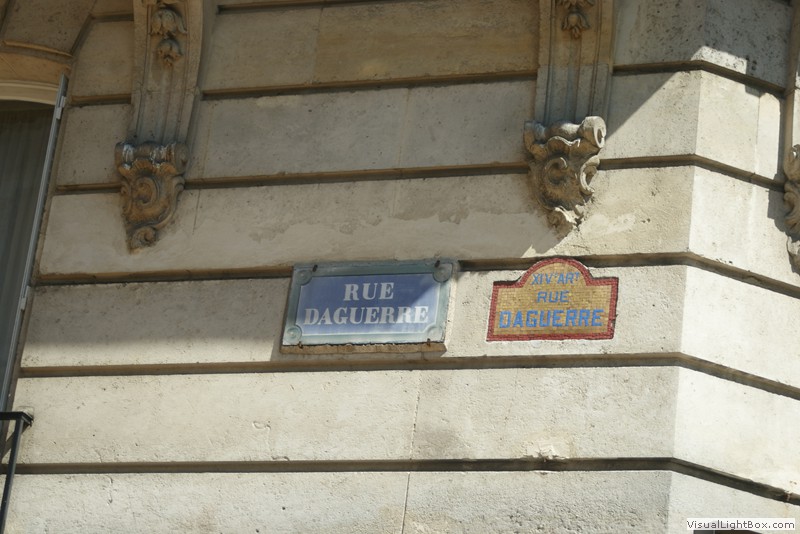 RUE
DAGUERRE
XIVᵉ ARᵀ
RUE
DAGUERRE
VisualLightBox.com